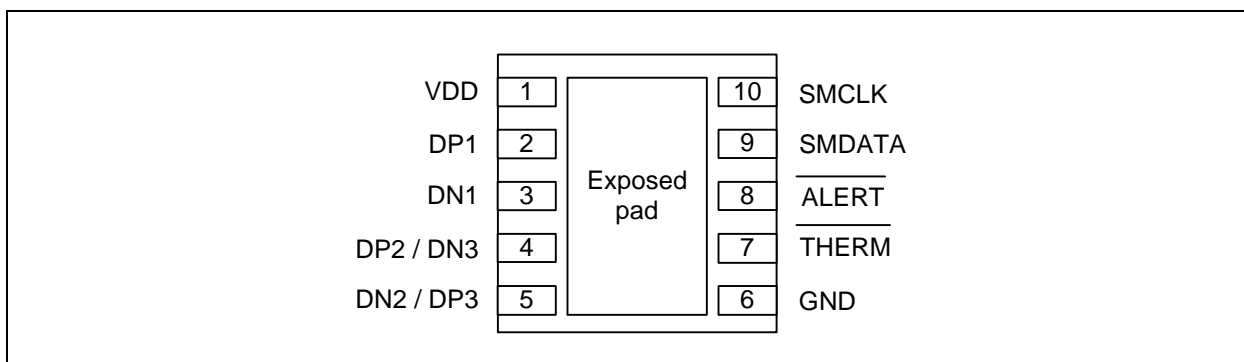 VDD 1 10 SMCLK
DP1 2 9 SMDATA
DN1 3 Exposed pad 8 ALERT
DP2 / DN3 4 7 THERM
DN2 / DP3 5 6 GND